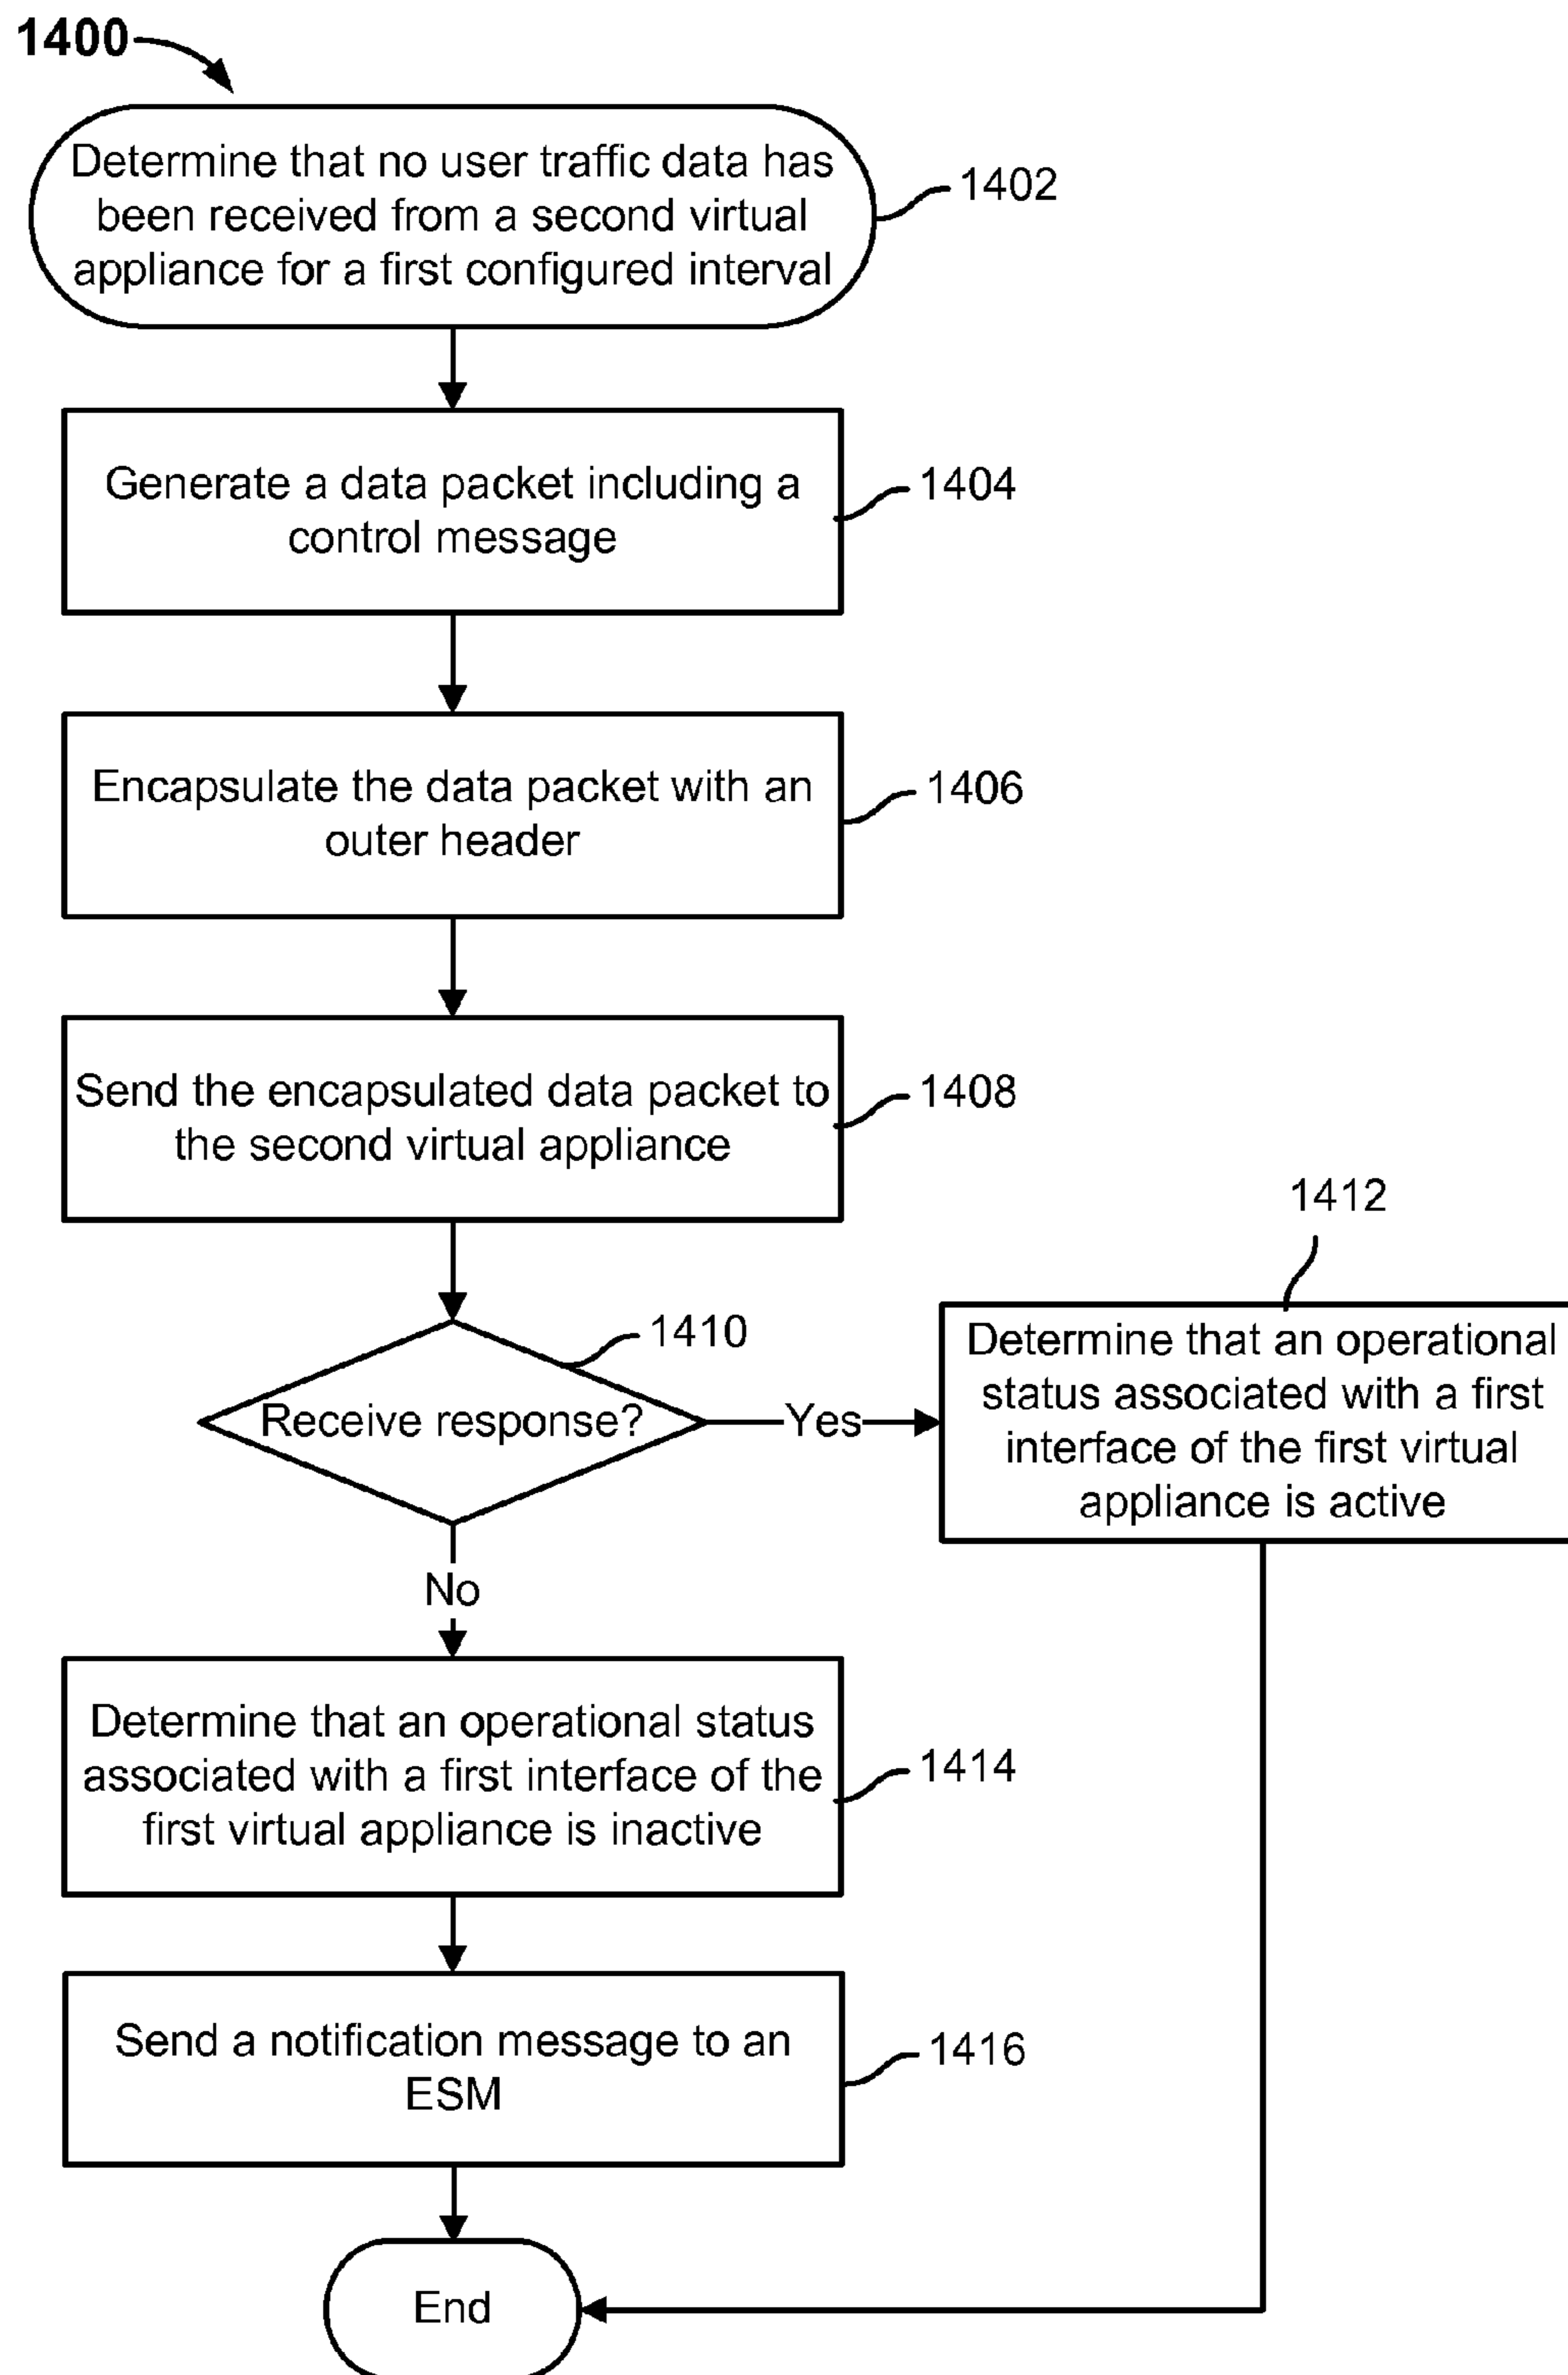 1400
Determine that no user traffic data has
been received from a second virtual
appliance for a first configured interval
1402
Generate a data packet including a
control message
1404
Encapsulate the data packet with an
outer header
1406
Send the encapsulated data packet to
the second virtual appliance
1408
1410
Receive response?
Yes
1412
Determine that an operational
status associated with a first
interface of the first virtual
appliance is active
No
Determine that an operational status
associated with a first interface of the
first virtual appliance is inactive
1414
Send a notification message to an
ESM
1416
End